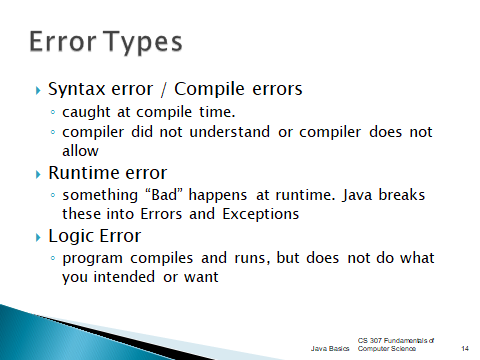 Error Types
Syntax error / Compile errors
caught at compile time.
compiler did not understand or compiler does not
allow
Runtime error
something “Bad” happens at runtime. Java breaks
these into Errors and Exceptions
Logic Error
program compiles and runs, but does not do what
you intended or want
Java Basics
CS 307 Fundamentals of
Computer Science
14